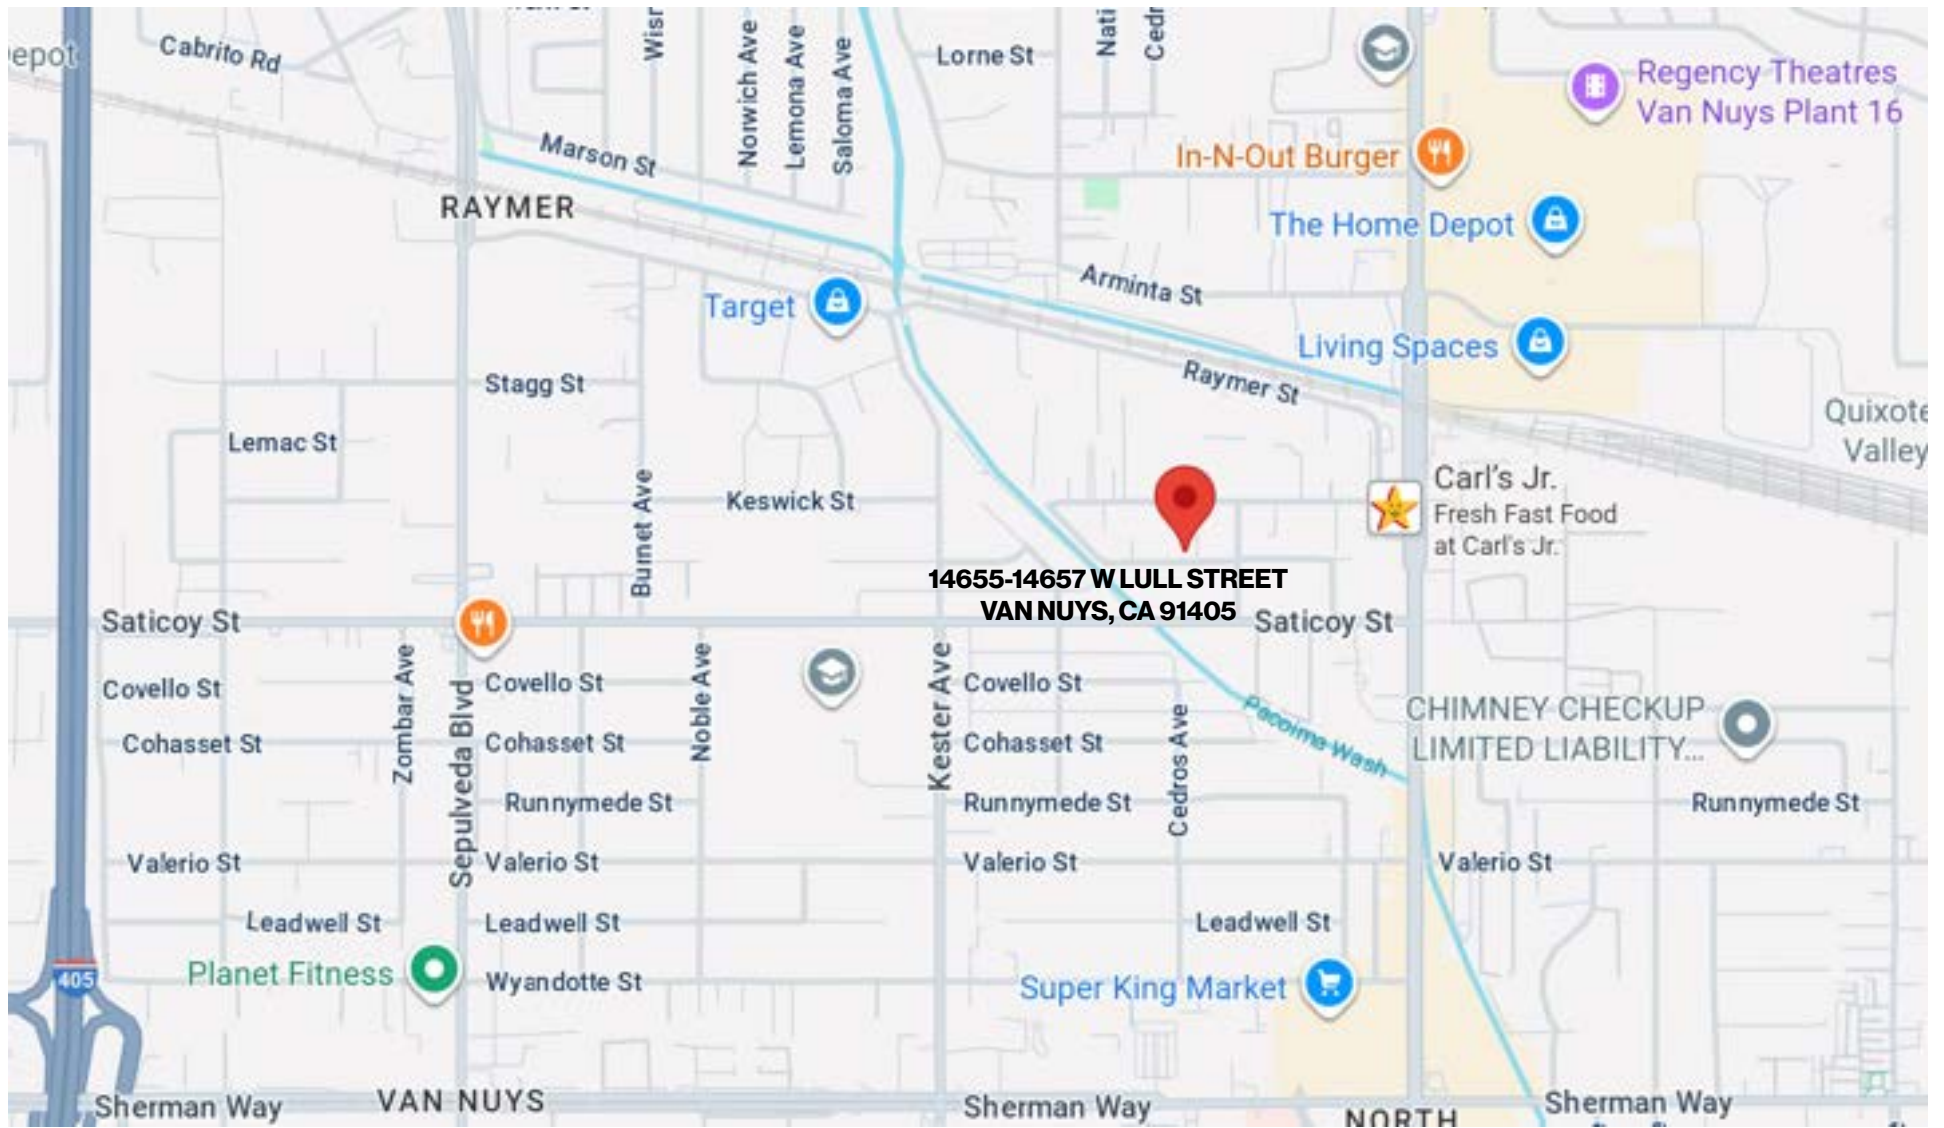 epot
Cabrito Rd
Wisr
Norwich Ave
Lemona Ave
Saloma Ave
Lorne St
Nati
Cedr
Regency Theatres
Van Nuys Plant 16
Marson St
In-N-Out Burger
RAYMER
The Home Depot
Arminta St
Target
Living Spaces
Raymer St
Stagg St
Quixote
Valley
Lemac St
Burnet Ave
Keswick St
Carl's Jr.
Fresh Fast Food
at Carl's Jr.
14655-14657 W LULL STREET
VAN NUYS, CA 91405
Saticoy St
Saticoy St
Covello St
Zombar Ave
Sepulveda Blvd
Covello St
Noble Ave
Kester Ave
Covello St
Cedros Ave
Pacoima Wash
CHIMNEY CHECKUP
LIMITED LIABILITY...
Cohasset St
Cohasset St
Cohasset St
Runnymede St
Runnymede St
Runnymede St
Valerio St
Valerio St
Valerio St
Valerio St
Leadwell St
Leadwell St
Leadwell St
405
Planet Fitness
Wyandotte St
Super King Market
Sherman Way
VAN NUYS
Sherman Way
NORTH
Sherman Way